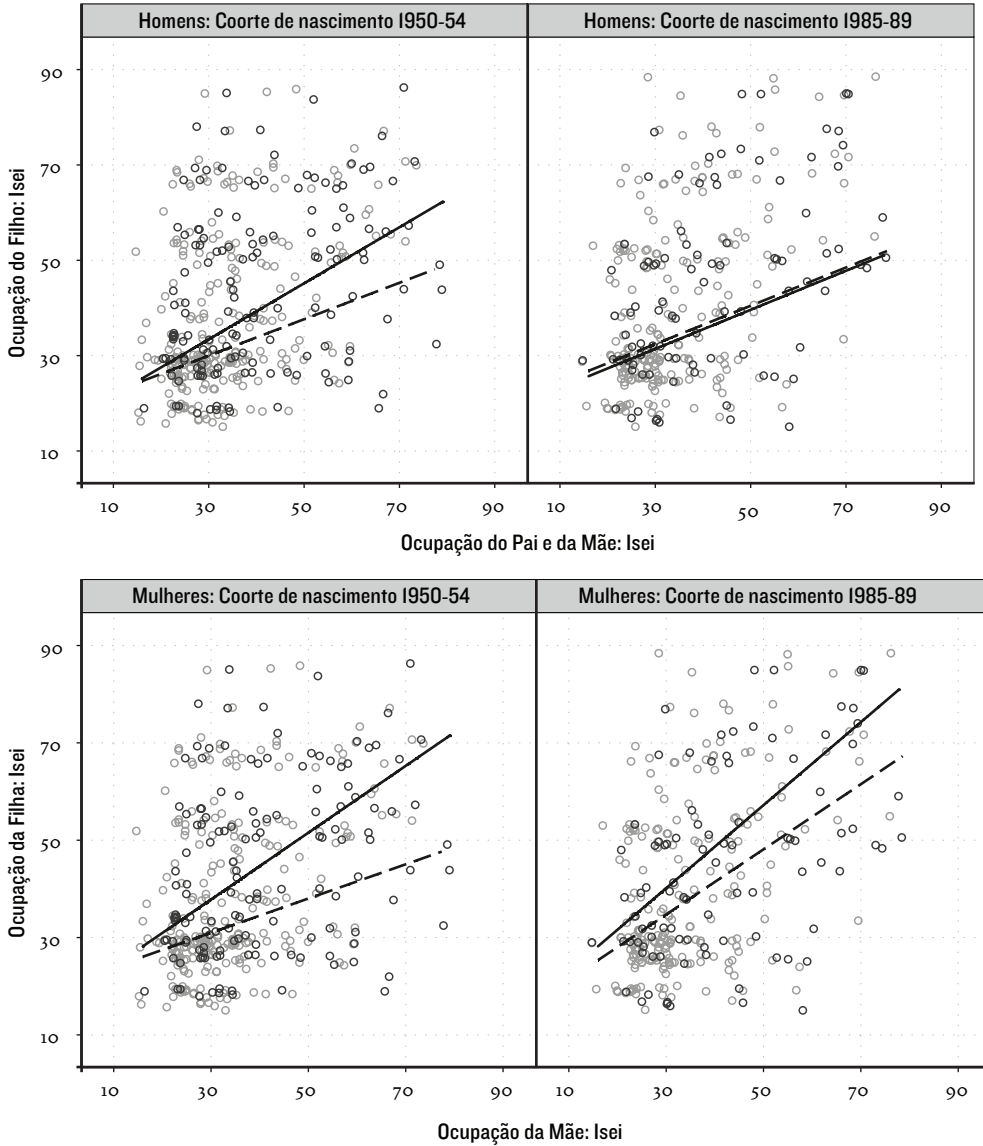 Homens: Coorte de nascimento 1950-54
Homens: Coorte de nascimento 1985-89
Ocupação do Filho: Isei
90
70
50
30
10
10 30 50 70 90
10 30 50 70 90
Ocupação do Pai e da Mãe: Isei
Mulheres: Coorte de nascimento 1950-54
Mulheres: Coorte de nascimento 1985-89
Ocupação da Filha: Isei
90
70
50
30
10
10 30 50 70 90
10 30 50 70 90
Ocupação da Mãe: Isei